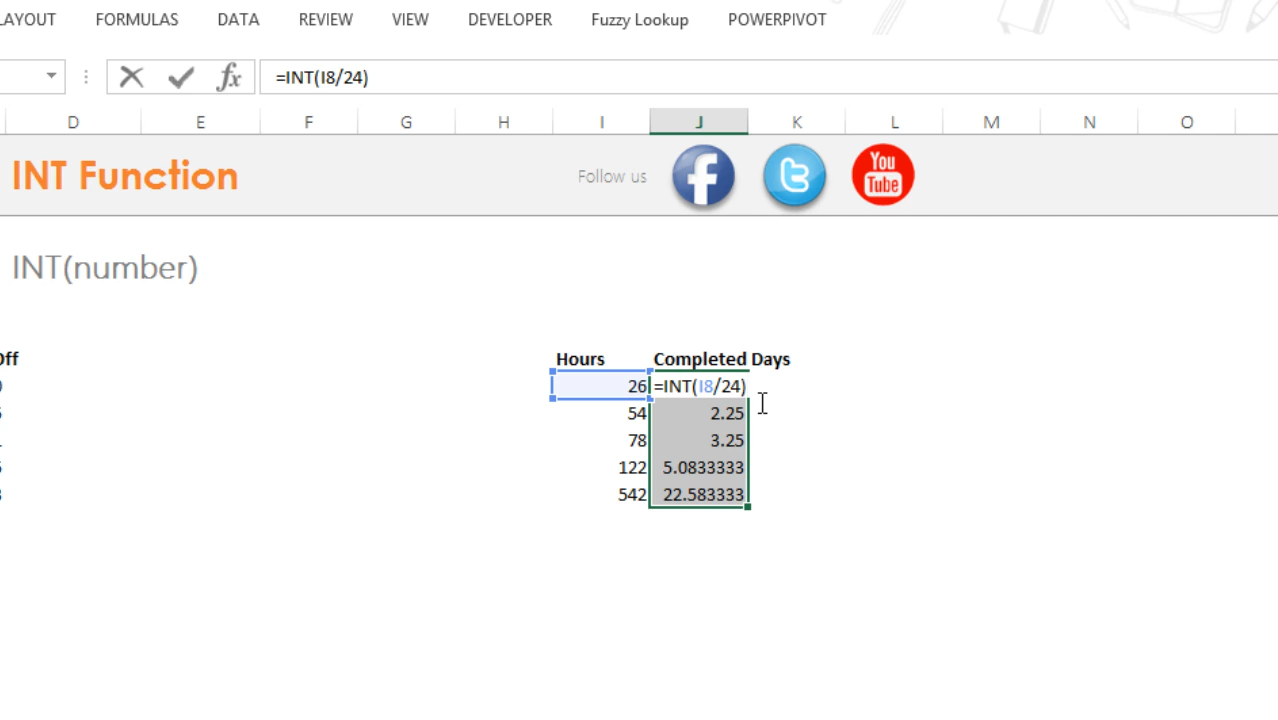 FORMULAS DATA REVIEW VIEW DEVELOPER Fuzzy Lookup POWERPIVOT
fx =INT(I8/24)
D E F G H I J K L M N O
INT Function Follow us f You Tube
INT(number)
Hours Completed Days
26 =INT(I8/24)
54 2.25
78 3.25
122 5.0833333
542 22.583333